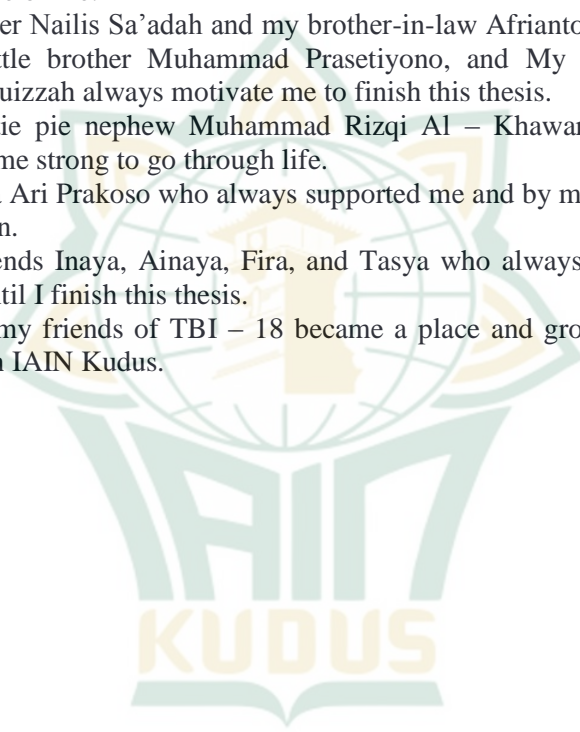 er Nailis Sa’adah and my brother-in-law Afrianto
ttle brother Muhammad Prasetiyono, and My
uizzah always motivate me to finish this thesis.
ie pie nephew Muhammad Rizqi Al – Khawar
me strong to go through life.
Ari Prakoso who always supported me and by m
n.
ends Inaya, Ainaya, Fira, and Tasya who always
ntil I finish this thesis.
my friends of TBI – 18 became a place and gro
n IAIN Kudus.
IAIN
KUDUS